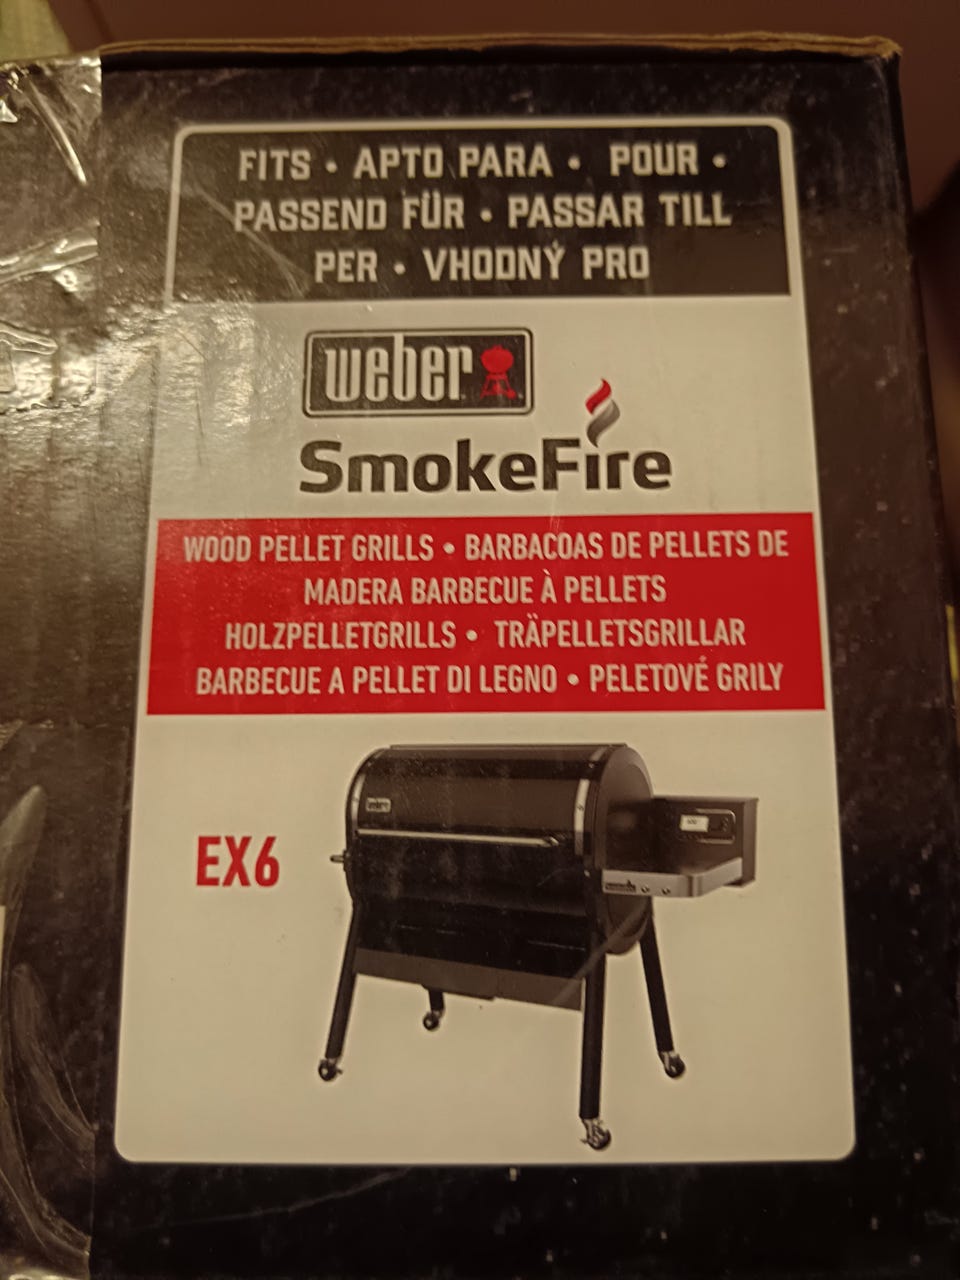 FITS • APTO PARA • POUR •
PASSEND FÜR • PASSAR TILL
PER • VHODNÝ PRO
weber
SmokeFire
WOOD PELLET GRILLS • BARBACOAS DE PELLETS DE
MADERA BARBECUE À PELLETS
HOLZPELLETGRILLS • TRÄPELLETSGRILLAR
BARBECUE A PELLET DI LEGNO • PELETOVÉ GRILY
EX6